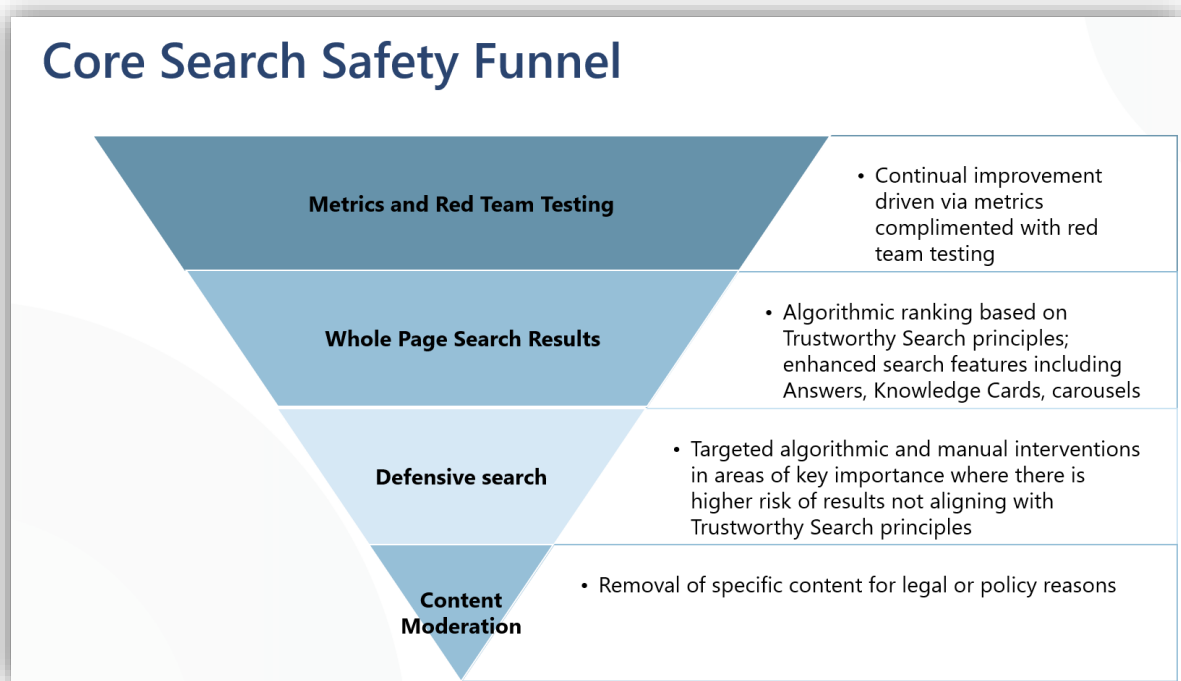 Core Search Safety Funnel
Metrics and Red Team Testing
• Continual improvement
driven via metrics
complimented with red
team testing
Whole Page Search Results
• Algorithmic ranking based on
Trustworthy Search principles;
enhanced search features including
Answers, Knowledge Cards, carousels
Defensive search
• Targeted algorithmic and manual interventions
in areas of key importance where there is
higher risk of results not aligning with
Trustworthy Search principles
Content
Moderation
• Removal of specific content for legal or policy reasons